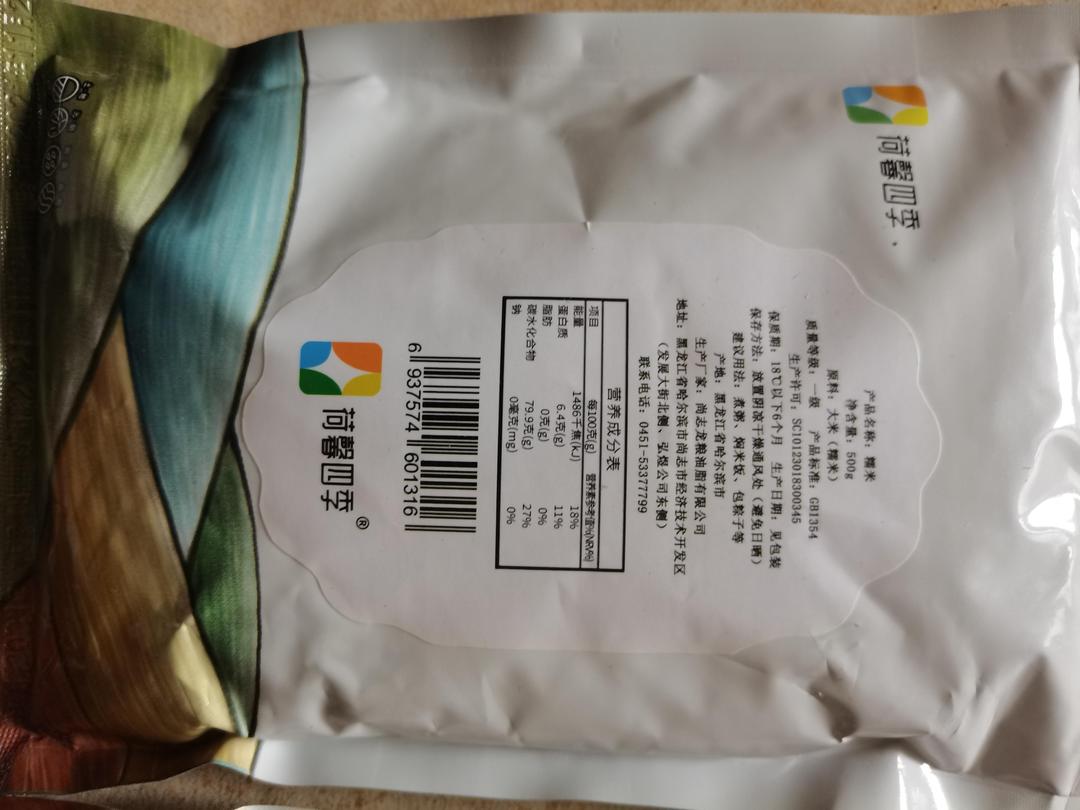 荷馨四季
产品名称：糯米
净含量：500g
原料：大米（糯米）
质量等级：一级 产品标准：GB1354
生产许可：SC10123018300345
保质期：18℃以下6个月 生产日期：见包装
保存方法：放置阴凉干燥通风处（避免日晒）
建议用法：煮粥、焖米饭、包粽子等
产地：黑龙江省哈尔滨市
生产厂家：尚志龙粮油脂有限公司
地址：黑龙江省哈尔滨市尚志市经济技术开发区
（发展大街北侧、弘煜公司东侧）
联系电话：0451-53377799
营养成分表
项目 每100克(g) 营养素参考值%(NRV%)
能量 1486千焦(kJ) 18%
蛋白质 6.4克(g) 11%
脂肪 0克(g) 0%
碳水化合物 79.9克(g) 27%
钠 0毫克(mg) 0%
6 937574 601316
荷馨四季®